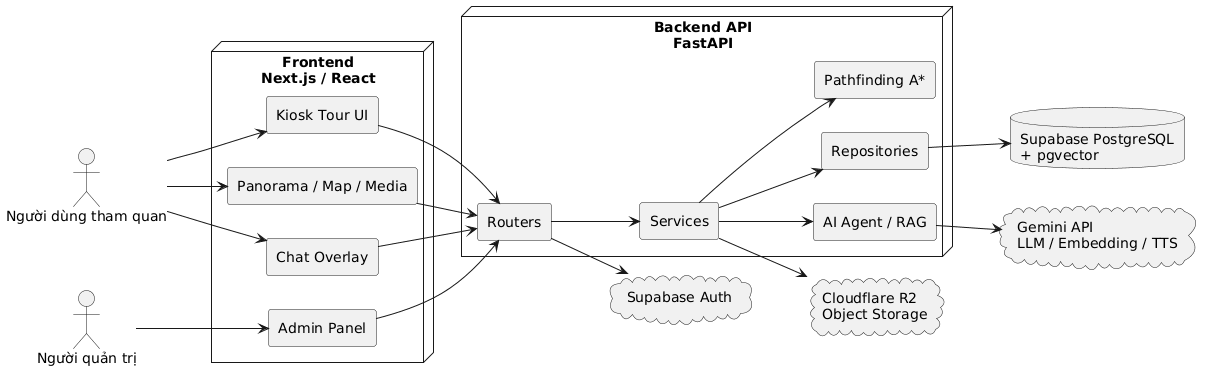 Người dùng tham quan
Người quản trị
Frontend
Next.js / React
Kiosk Tour UI
Panorama / Map / Media
Chat Overlay
Admin Panel
Backend API
FastAPI
Routers
Services
Pathfinding A*
Repositories
AI Agent / RAG
Supabase Auth
Cloudflare R2
Object Storage
Supabase PostgreSQL
+ pgvector
Gemini API
LLM / Embedding / TTS